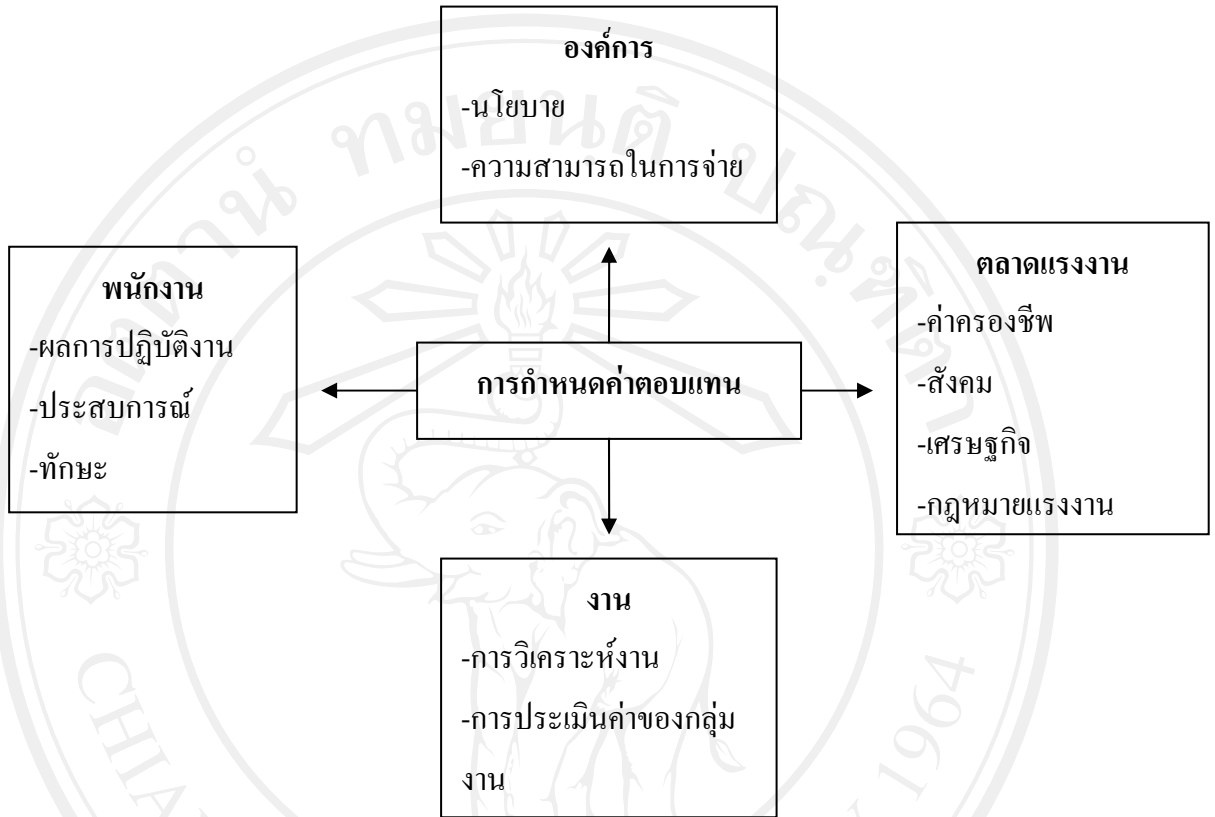 องค์การ
-นโยบาย
-ความสามารถในการจ่าย
พนักงาน
-ผลการปฏิบัติงาน
-ประสบการณ์
-ทักษะ
การกำหนดค่าตอบแทน
ตลาดแรงงาน
-ค่าครองชีพ
-สังคม
-เศรษฐกิจ
-กฎหมายแรงงาน
งาน
-การวิเคราะห์งาน
-การประเมินค่าของกลุ่ม
งาน
1964